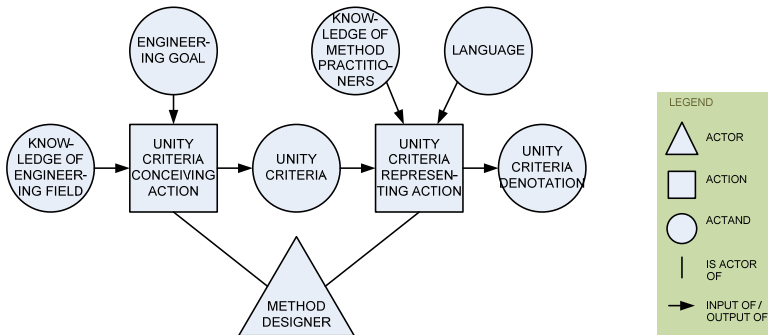 ENGINEER-
ING GOAL
KNOW-
LEDGE OF
METHOD
PRACTITIO-
NERS
LANGUAGE
KNOW-
LEDGE OF
ENGINEER-
ING FIELD
UNITY
CRITERIA
CONCEIVING
ACTION
UNITY
CRITERIA
UNITY
CRITERIA
REPRESEN-
TING ACTION
UNITY
CRITERIA
DENOTATION
METHOD
DESIGNER
LEGEND
ACTOR
ACTION
ACTAND
IS ACTOR
OF
INPUT OF /
OUTPUT OF